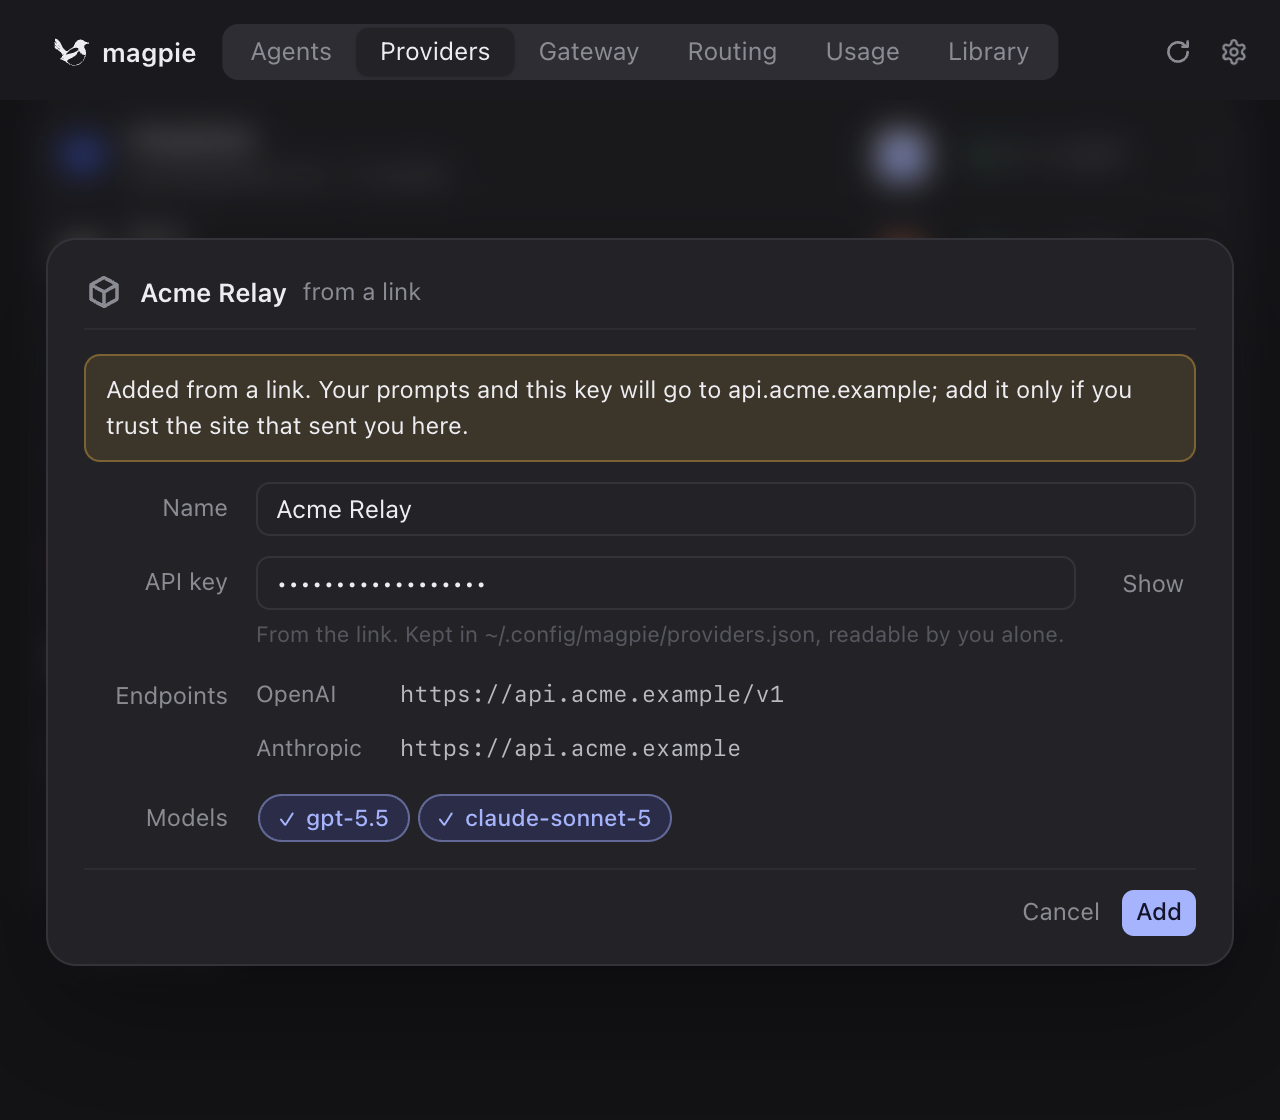 magpie Agents Providers Gateway Routing Usage Library
Acme Relay from a link
Added from a link. Your prompts and this key will go to api.acme.example; add it only if you
trust the site that sent you here.
Name Acme Relay
API key •••••••••••••••••• Show
From the link. Kept in ~/.config/magpie/providers.json, readable by you alone.
Endpoints OpenAI https://api.acme.example/v1
Anthropic https://api.acme.example
Models ✓ gpt-5.5 ✓ claude-sonnet-5
Cancel Add